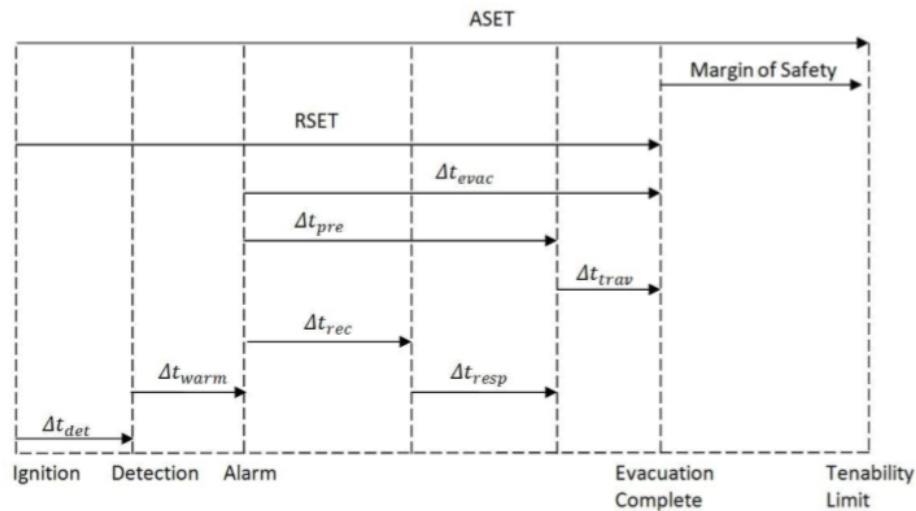 ASET
Margin of Safety
RSET
Δt_evac
Δt_pre
Δt_trav
Δt_rec
Δt_warm Δt_resp
Δt_det
Ignition Detection Alarm Evacuation Tenability
Complete Limit